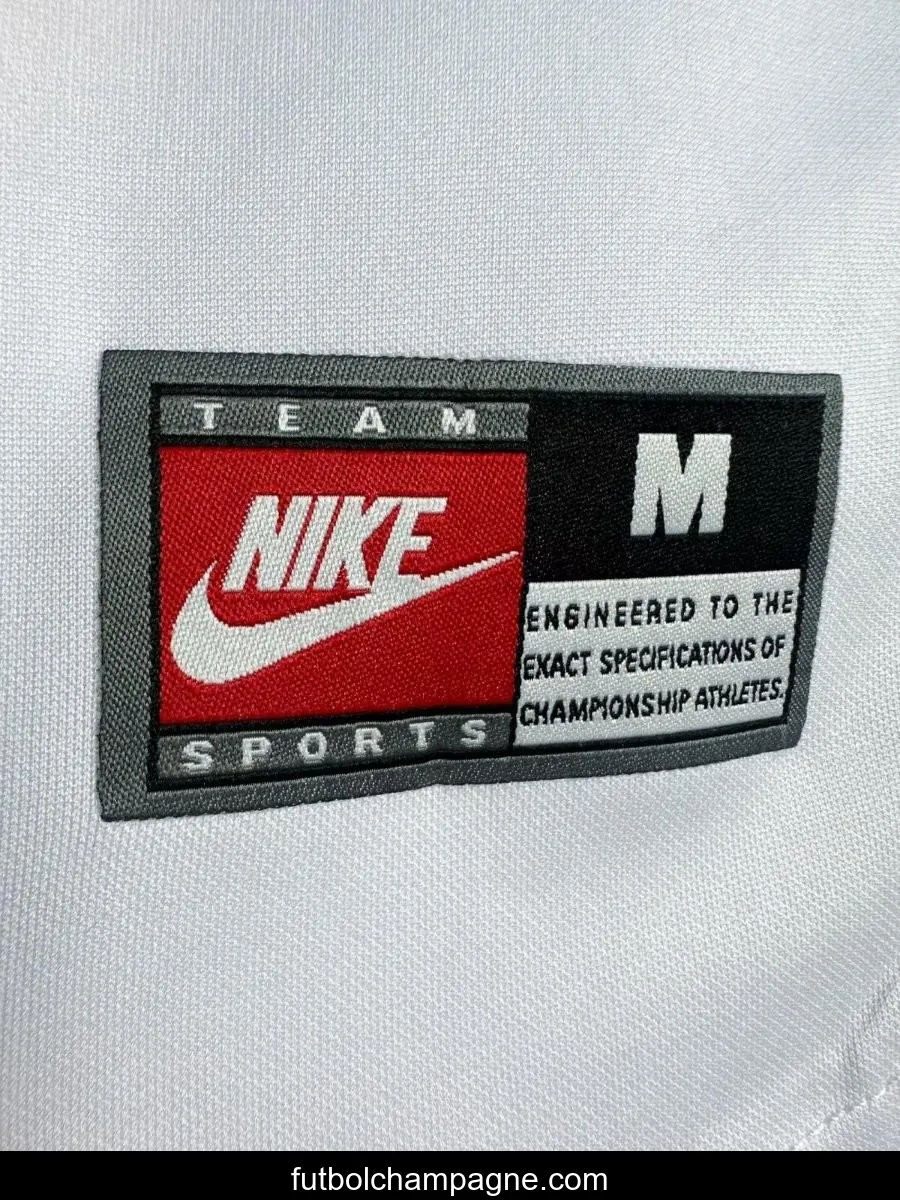 TEAM
NIKE
SPORTS
M
ENGINEERED TO THE
EXACT SPECIFICATIONS OF
CHAMPIONSHIP ATHLETES.
futbolchampagne.com